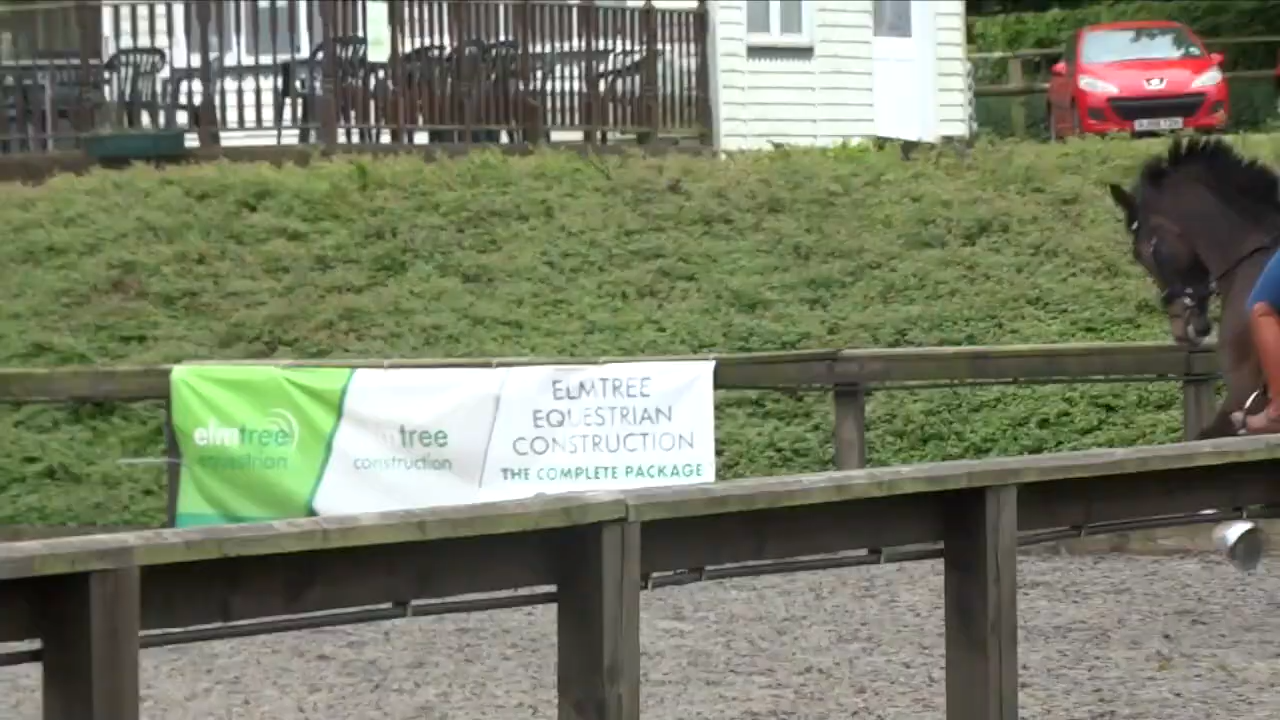 elmtree
equestrian
tree
construction
ELMTREE
EQUESTRIAN
CONSTRUCTION
THE COMPLETE PACKAGE